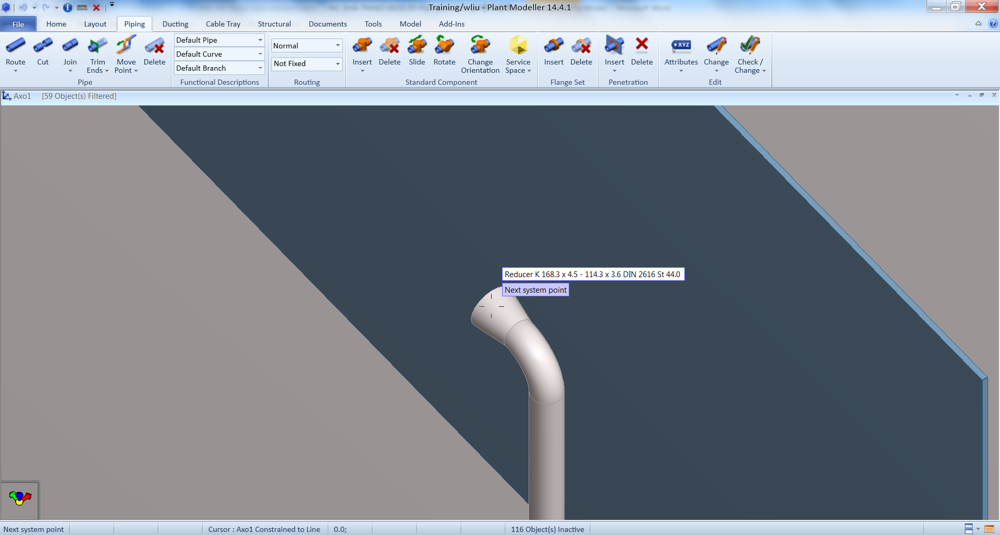 Training/wliu - Plant Modeller 14.4.1
File Home Layout Piping Ducting Cable Tray Structural Documents Tools Model Add-Ins
Route Cut Join Trim Ends Move Point Delete
Pipe
Default Pipe
Default Curve
Default Branch
Functional Descriptions
Normal
Not Fixed
Routing
Insert Delete Slide Rotate Change Orientation Service Space
Standard Component
Insert Delete
Flange Set
Insert Delete
Penetration
XYZ
Attributes Change Check / Change
Edit
Axo1 [59 Object(s) Filtered]
Reducer K 168.3 x 4.5 - 114.3 x 3.6 DIN 2616 St 44.0
Next system point
Next system point Cursor : Axo1 Constrained to Line 0.0; 116 Object(s) Inactive